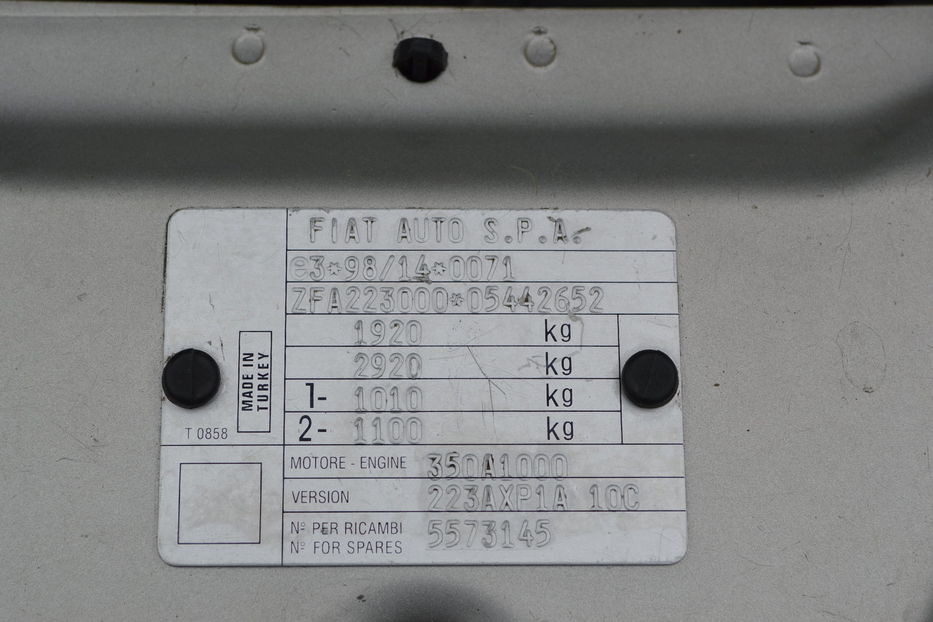 FIAT AUTO S.P.A.
e3*98/14*0071
ZFA223000*05442652
1920 kg
2920 kg
1- 1010 kg
2- 1100 kg
MADE IN
TURKEY
T 0858
MOTORE - ENGINE 350A1000
VERSION 223AXP1A 10C
Nº PER RICAMBI 5573145
Nº FOR SPARES